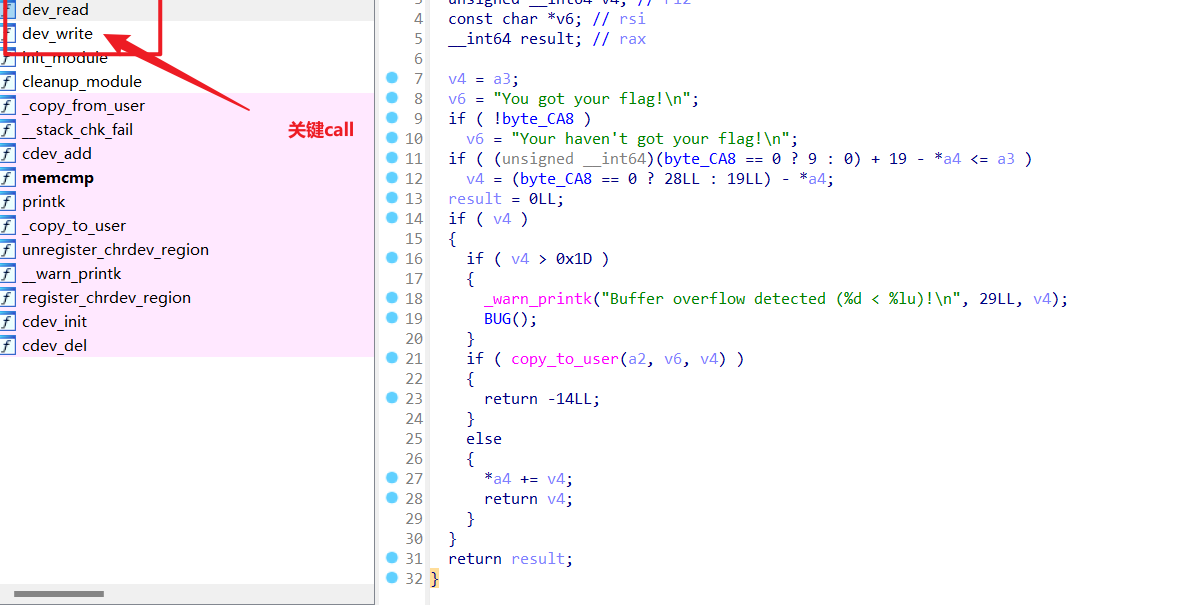 dev_read
dev_write
init_module
cleanup_module
_copy_from_user
__stack_chk_fail
cdev_add
memcmp
printk
_copy_to_user
unregister_chrdev_region
__warn_printk
register_chrdev_region
cdev_init
cdev_del
关键call
unsigned __int64 v4; // r12
4 const char *v6; // rsi
5 __int64 result; // rax
6
7 v4 = a3;
8 v6 = "You got your flag!\n";
9 if ( !byte_CA8 )
10 v6 = "Your haven't got your flag!\n";
11 if ( (unsigned __int64)(byte_CA8 == 0 ? 9 : 0) + 19 - *a4 <= a3 )
12 v4 = (byte_CA8 == 0 ? 28LL : 19LL) - *a4;
13 result = 0LL;
14 if ( v4 )
15 {
16 if ( v4 > 0x1D )
17 {
18 _warn_printk("Buffer overflow detected (%d < %lu)!\n", 29LL, v4);
19 BUG();
20 }
21 if ( copy_to_user(a2, v6, v4) )
22 {
23 return -14LL;
24 }
25 else
26 {
27 *a4 += v4;
28 return v4;
29 }
30 }
31 return result;
32 }